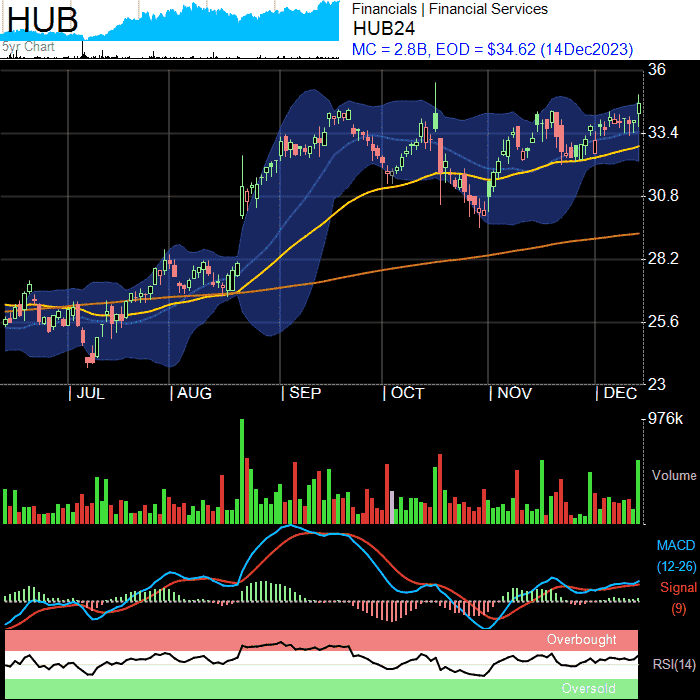 HUB
5yr Chart
Financials | Financial Services
HUB24
MC = 2.8B, EOD = $34.62 (14Dec2023)
36
33.4
30.8
28.2
25.6
23
JUL
AUG
SEP
OCT
NOV
DEC
976k
Volume
MACD
(12-26)
Signal
(9)
Overbought
RSI(14)
Oversold